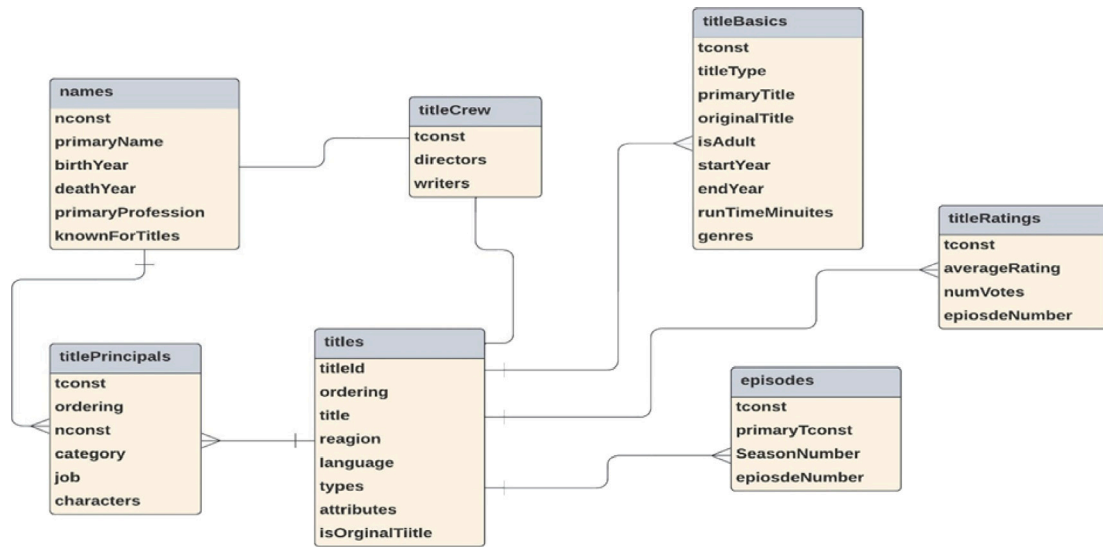 names
nconst
primaryName
birthYear
deathYear
primaryProfession
knownForTitles
titleCrew
tconst
directors
writers
titleBasics
tconst
titleType
primaryTitle
originalTitle
isAdult
startYear
endYear
runTimeMinuites
genres
titleRatings
tconst
averageRating
numVotes
epiosdeNumber
titlePrincipals
tconst
ordering
nconst
category
job
characters
titles
titleId
ordering
title
reagion
language
types
attributes
isOrginalTiitle
episodes
tconst
primaryTconst
SeasonNumber
epiosdeNumber